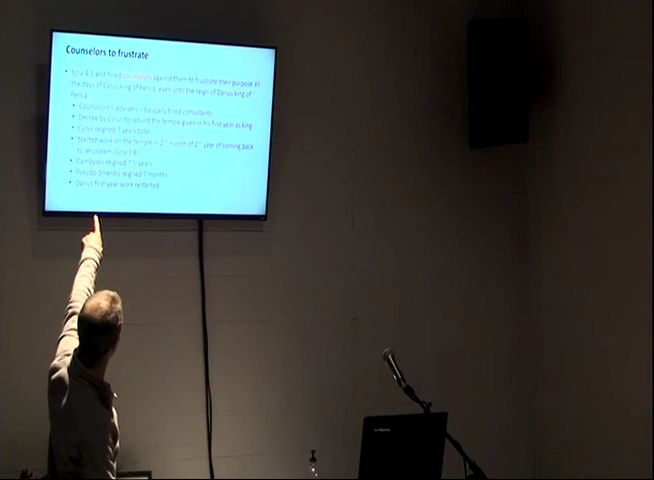 Counselors to frustrate
• Ezra 4:5 and hired counselors against them to frustrate their purpose all
the days of Cyrus king of Persia, even until the reign of Darius king of
Persia.
• Counselors – advisers – basically hired consultants
• Decree by Cyrus to rebuild the temple given in his first year as king
• Cyrus reigned 7 years total
• Started work on the temple in 2nd month of 2nd year of coming back
to Jerusalem (Ezra 3:8)
• Cambyses reigned 7 ½ years
• Pseudo-Smerdis reigned 7 months
• Darius first year work restarted